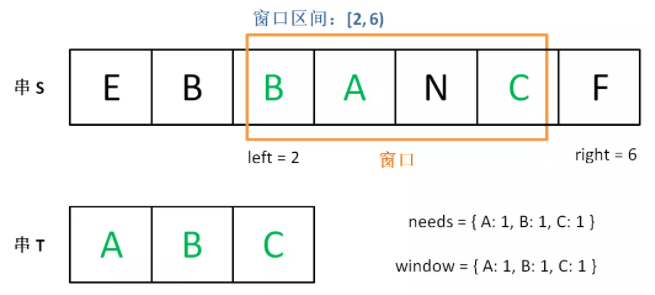 窗口区间：[2, 6)
串 S
E B B A N C F
left = 2
窗口
right = 6
串 T
A B C
needs = { A: 1, B: 1, C: 1 }
window = { A: 1, B: 1, C: 1 }